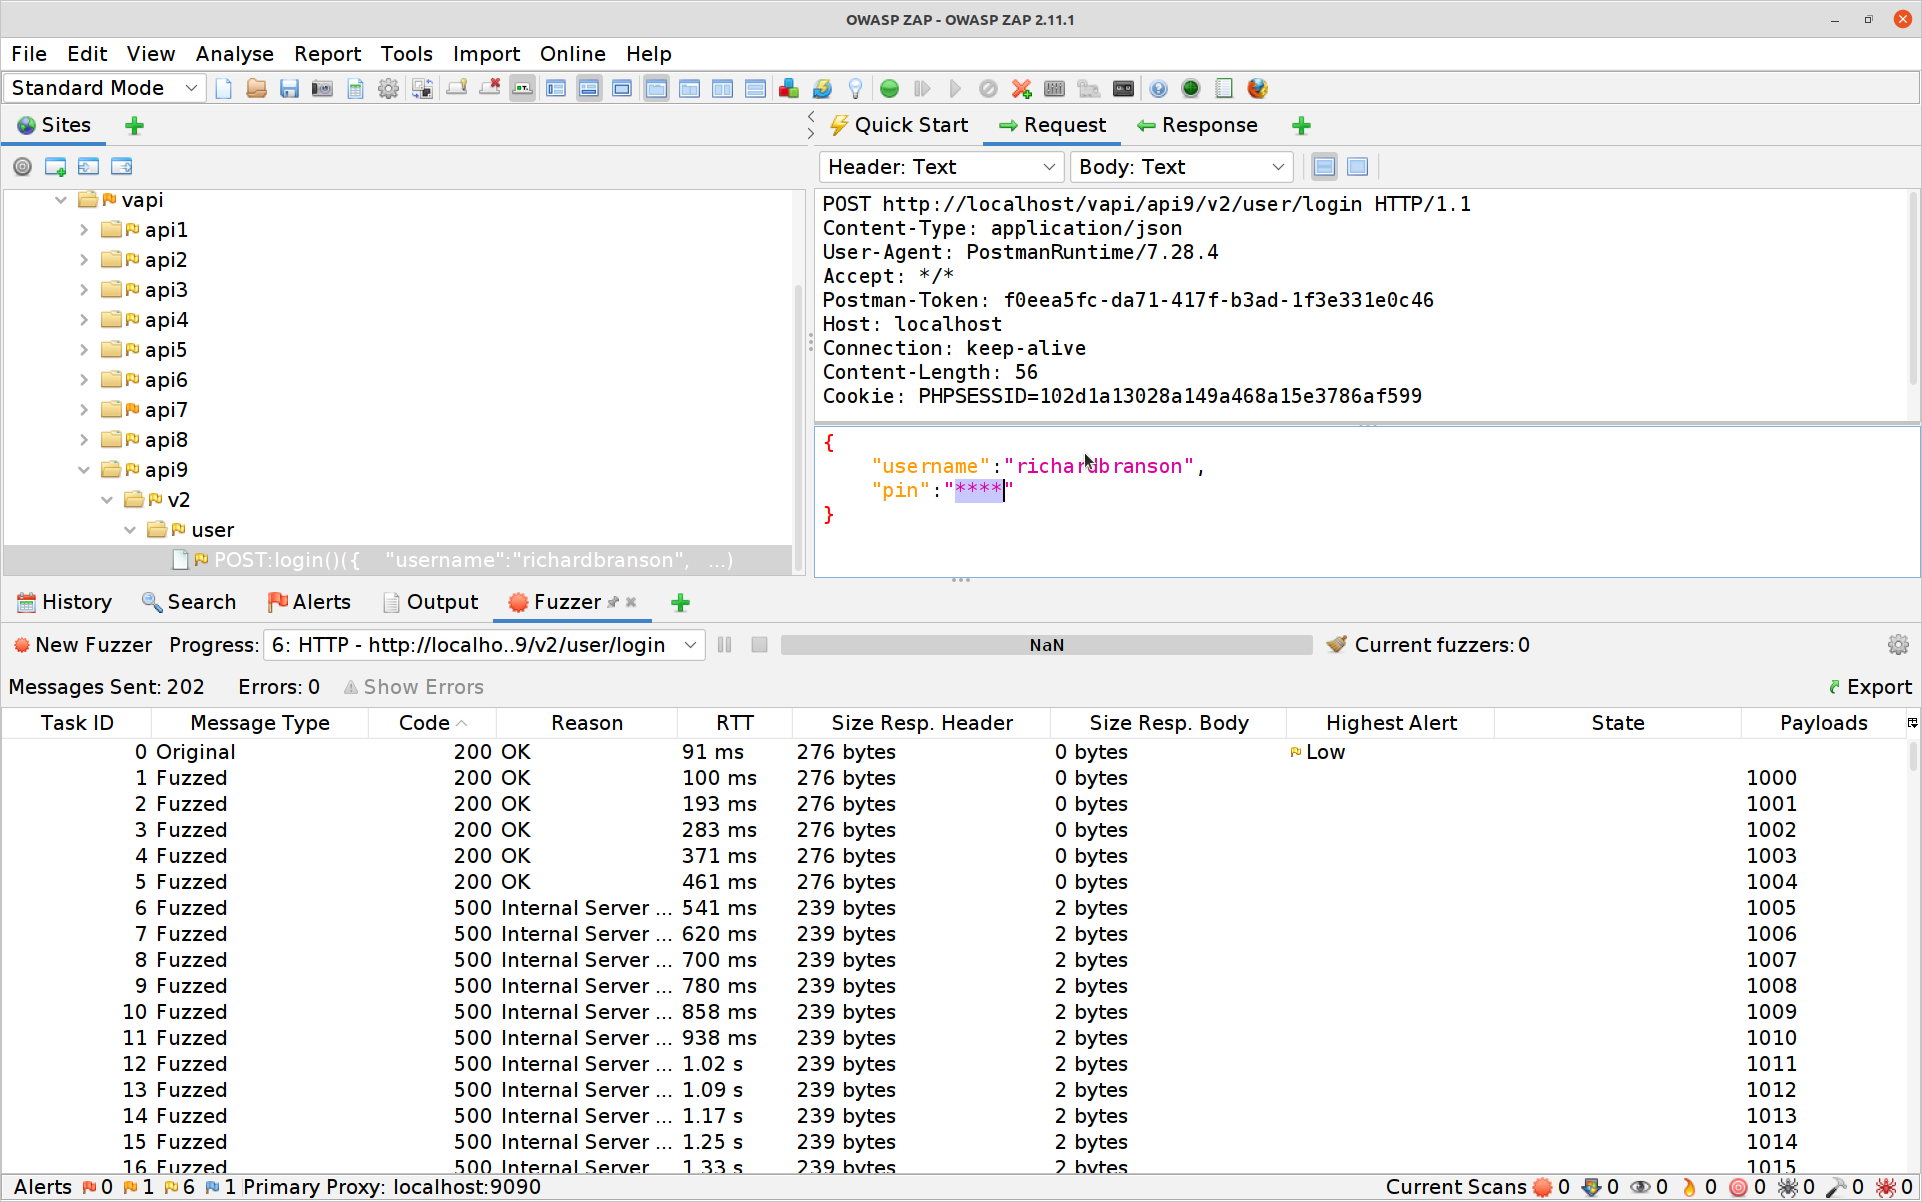 OWASP ZAP - OWASP ZAP 2.11.1
File Edit View Analyse Report Tools Import Online Help
Standard Mode
Sites
Quick Start Request Response
Header: Text Body: Text
vapi
api1
api2
api3
api4
api5
api6
api7
api8
api9
v2
user
POST:login()({ "username":"richardbranson", ...)
POST http://localhost/vapi/api9/v2/user/login HTTP/1.1
Content-Type: application/json
User-Agent: PostmanRuntime/7.28.4
Accept: */*
Postman-Token: f0eea5fc-da71-417f-b3ad-1f3e331e0c46
Host: localhost
Connection: keep-alive
Content-Length: 56
Cookie: PHPSESSID=102d1a13028a149a468a15e3786af599
{
"username":"richardbranson",
"pin":"****"
}
History Search Alerts Output Fuzzer
New Fuzzer Progress: 6: HTTP - http://localho..9/v2/user/login NaN Current fuzzers:0
Messages Sent: 202 Errors: 0 Show Errors Export
Task ID Message Type Code Reason RTT Size Resp. Header Size Resp. Body Highest Alert State Payloads
0 Original 200 OK 91 ms 276 bytes 0 bytes Low
1 Fuzzed 200 OK 100 ms 276 bytes 0 bytes 1000
2 Fuzzed 200 OK 193 ms 276 bytes 0 bytes 1001
3 Fuzzed 200 OK 283 ms 276 bytes 0 bytes 1002
4 Fuzzed 200 OK 371 ms 276 bytes 0 bytes 1003
5 Fuzzed 200 OK 461 ms 276 bytes 0 bytes 1004
6 Fuzzed 500 Internal Server ... 541 ms 239 bytes 2 bytes 1005
7 Fuzzed 500 Internal Server ... 620 ms 239 bytes 2 bytes 1006
8 Fuzzed 500 Internal Server ... 700 ms 239 bytes 2 bytes 1007
9 Fuzzed 500 Internal Server ... 780 ms 239 bytes 2 bytes 1008
10 Fuzzed 500 Internal Server ... 858 ms 239 bytes 2 bytes 1009
11 Fuzzed 500 Internal Server ... 938 ms 239 bytes 2 bytes 1010
12 Fuzzed 500 Internal Server ... 1.02 s 239 bytes 2 bytes 1011
13 Fuzzed 500 Internal Server ... 1.09 s 239 bytes 2 bytes 1012
14 Fuzzed 500 Internal Server ... 1.17 s 239 bytes 2 bytes 1013
15 Fuzzed 500 Internal Server ... 1.25 s 239 bytes 2 bytes 1014
16 Fuzzed 500 Internal Server ... 1.33 s 239 bytes 2 bytes 1015
Alerts 0 1 6 1 Primary Proxy: localhost:9090 Current Scans 0 0 0 0 0 0 0 0